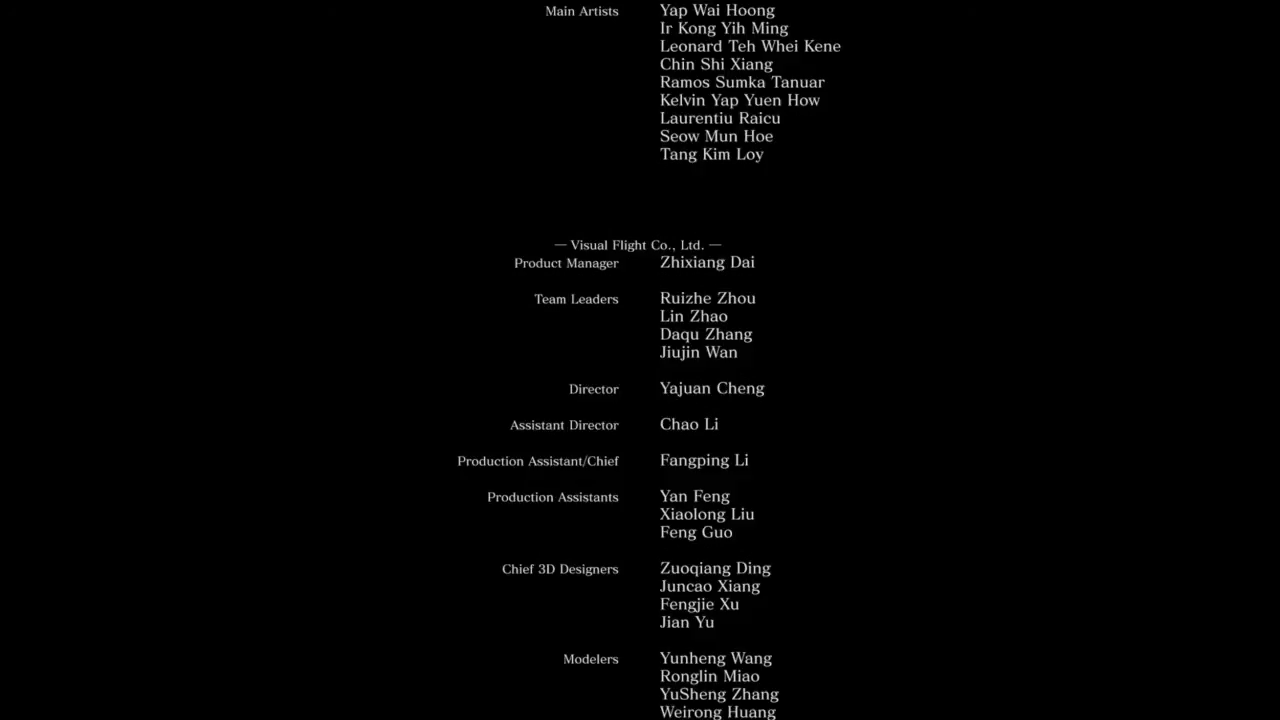 Main Artists Yap Wai Hoong
Ir Kong Yih Ming
Leonard Teh Whei Kene
Chin Shi Xiang
Ramos Sumka Tanuar
Kelvin Yap Yuen How
Laurentiu Raicu
Seow Mun Hoe
Tang Kim Loy
— Visual Flight Co., Ltd. —
Product Manager Zhixiang Dai
Team Leaders Ruizhe Zhou
Lin Zhao
Daqu Zhang
Jiujin Wan
Director Yajuan Cheng
Assistant Director Chao Li
Production Assistant/Chief Fangping Li
Production Assistants Yan Feng
Xiaolong Liu
Feng Guo
Chief 3D Designers Zuoqiang Ding
Juncao Xiang
Fengjie Xu
Jian Yu
Modelers Yunheng Wang
Ronglin Miao
YuSheng Zhang
Weirong Huang